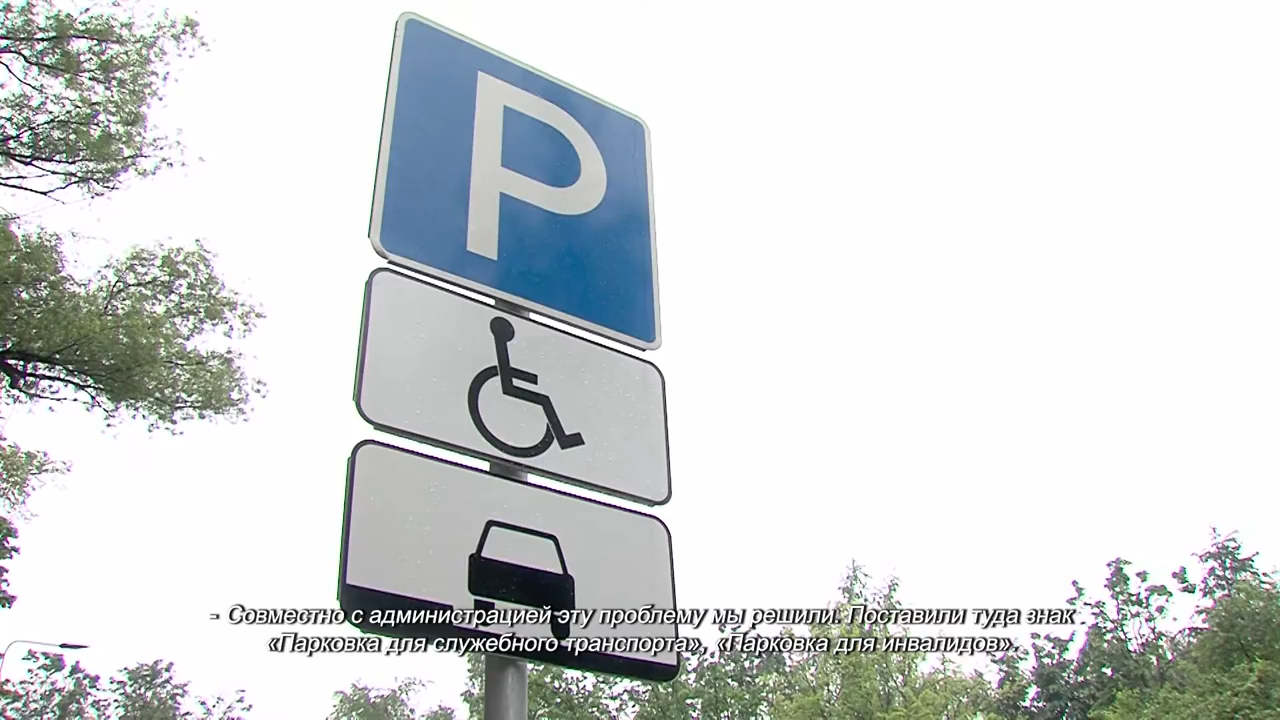 P
- Совместно с администрацией эту проблему мы решили. Поставили туда знак
«Парковка для служебного транспорта», «Парковка для инвалидов».